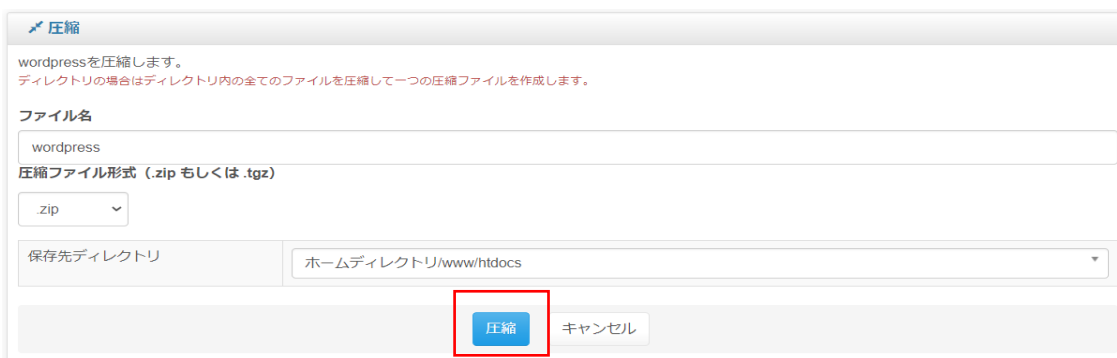 圧縮
wordpressを圧縮します。
ディレクトリの場合はディレクトリ内の全てのファイルを圧縮して一つの圧縮ファイルを作成します。
ファイル名
wordpress
圧縮ファイル形式（.zip もしくは .tgz）
.zip
保存先ディレクトリ
ホームディレクトリ/www/htdocs
圧縮 キャンセル